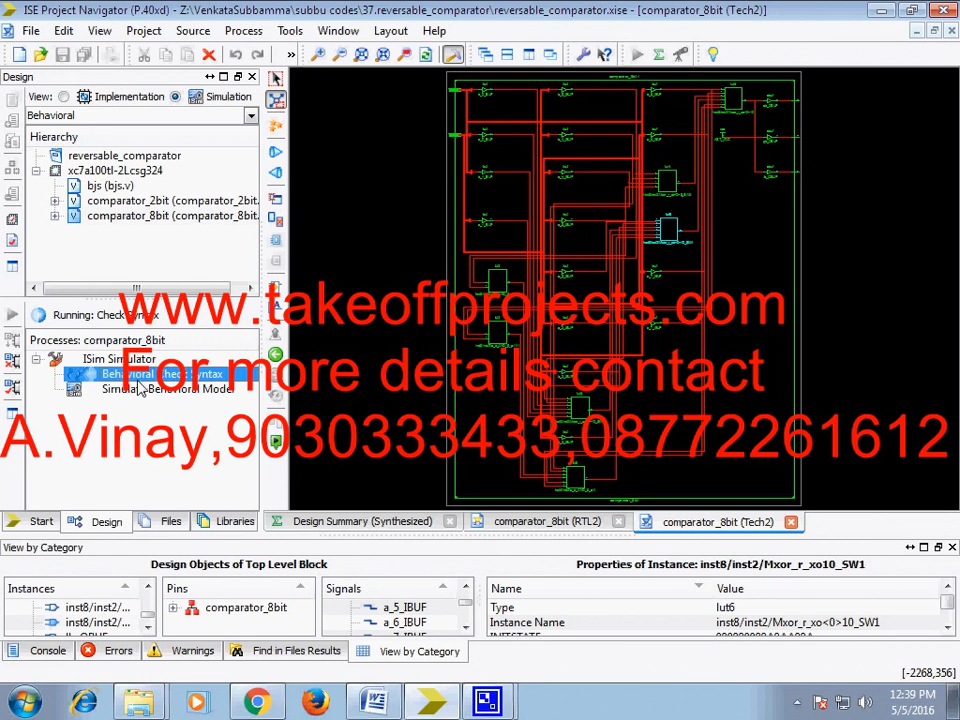 ISE Project Navigator (P.40xd) - Z:\VenkataSubbamma\subbu codes\37.reversable_comparator\reversable_comparator.xise - [comparator_8bit (Tech2)]
File Edit View Project Source Process Tools Window Layout Help
Design
View: Implementation Simulation
Behavioral
Hierarchy
reversable_comparator
xc7a100tl-2Lcsg324
bjs (bjs.v)
comparator_2bit (comparator_2bit.
comparator_8bit (comparator_8bit.
Running: Check Syntax
Processes: comparator_8bit
ISim Simulator
Behavioral Check Syntax
Simulate Behavioral Model
www.takeoffprojects.com
For more details contact
A.Vinay,9030333433,08772261612
Start Design Files Libraries
Design Summary (Synthesized) comparator_8bit (RTL2) comparator_8bit (Tech2)
View by Category
Design Objects of Top Level Block
Properties of Instance: inst8/inst2/Mxor_r_xo10_SW1
Instances Pins Signals Name Value
inst8/inst2/... comparator_8bit a_5_IBUF Type lut6
inst8/inst2/... a_6_IBUF Instance Name inst8/inst2/Mxor_r_xo<0>10_SW1
Console Errors Warnings Find in Files Results View by Category
[-2268,356]
12:39 PM
5/5/2016